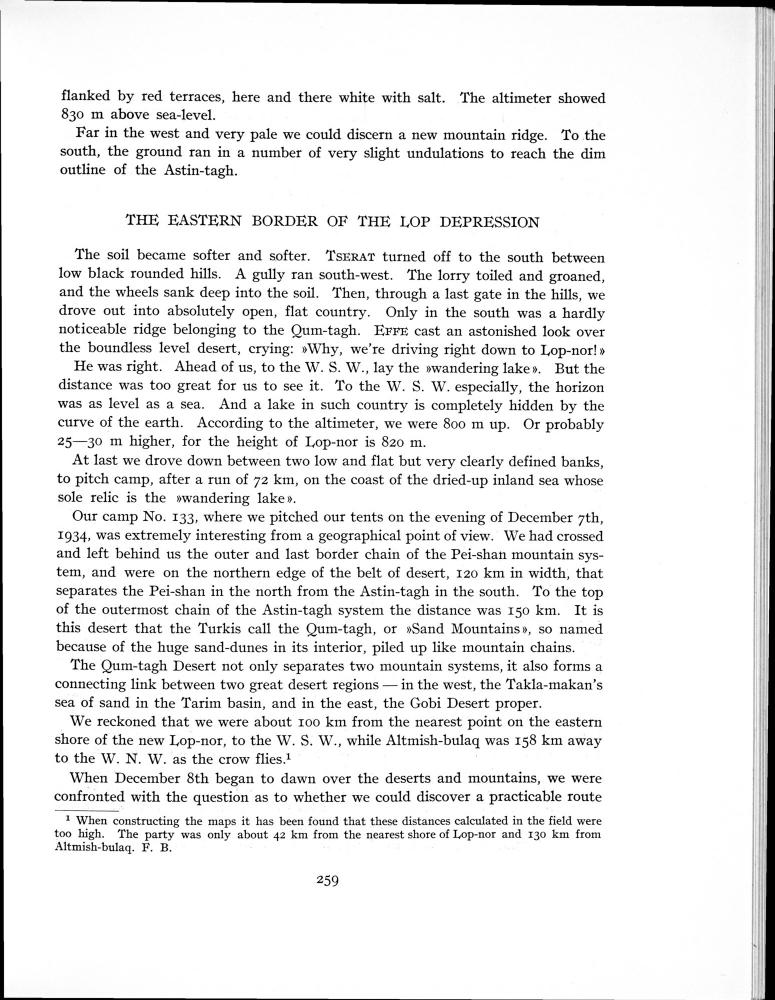 flanked by red terraces, here and there white with salt. The altimeter showed
830 m above sea-level.
Far in the west and very pale we could discern a new mountain ridge. To the
south, the ground ran in a number of very slight undulations to reach the dim
outline of the Astin-tagh.
THE EASTERN BORDER OF THE LOP DEPRESSION
The soil became softer and softer. TSERAT turned off to the south between
low black rounded hills. A gully ran south-west. The lorry toiled and groaned,
and the wheels sank deep into the soil. Then, through a last gate in the hills, we
drove out into absolutely open, flat country. Only in the south was a hardly
noticeable ridge belonging to the Qum-tagh. EFFE cast an astonished look over
the boundless level desert, crying: »Why, we're driving right down to Lop-nor!»
He was right. Ahead of us, to the W. S. W., lay the »wandering lake». But the
distance was too great for us to see it. To the W. S. W. especially, the horizon
was as level as a sea. And a lake in such country is completely hidden by the
curve of the earth. According to the altimeter, we were 800 m up. Or probably
25—30 m higher, for the height of Lop-nor is 820 m.
At last we drove down between two low and flat but very clearly defined banks,
to pitch camp, after a run of 72 km, on the coast of the dried-up inland sea whose
sole relic is the »wandering lake».
Our camp No. 133, where we pitched our tents on the evening of December 7th,
1934, was extremely interesting from a geographical point of view. We had crossed
and left behind us the outer and last border chain of the Pei-shan mountain sys-
tem, and were on the northern edge of the belt of desert, 120 km in width, that
separates the Pei-shan in the north from the Astin-tagh in the south. To the top
of the outermost chain of the Astin-tagh system the distance was 150 km. It is
this desert that the Turkis call the Qum-tagh, or »Sand Mountains», so named
because of the huge sand-dunes in its interior, piled up like mountain chains.
The Qum-tagh Desert not only separates two mountain systems, it also forms a
connecting link between two great desert regions — in the west, the Takla-makan's
sea of sand in the Tarim basin, and in the east, the Gobi Desert proper.
We reckoned that we were about 100 km from the nearest point on the eastern
shore of the new Lop-nor, to the W. S. W., while Altmish-bulaq was 158 km away
to the W. N. W. as the crow flies.¹
When December 8th began to dawn over the deserts and mountains, we were
confronted with the question as to whether we could discover a practicable route
¹ When constructing the maps it has been found that these distances calculated in the field were
too high. The party was only about 42 km from the nearest shore of Lop-nor and 130 km from
Altmish-bulaq. F. B.
259